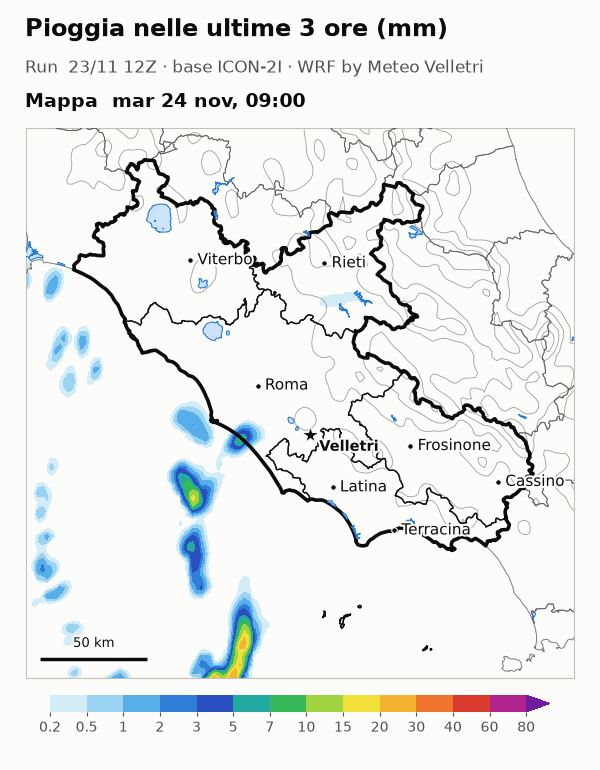 Pioggia nelle ultime 3 ore (mm)
Run  23/11 12Z · base ICON-2I · WRF by Meteo Velletri
Mappa  mar 24 nov, 09:00
Viterbo
Rieti
Roma
Velletri
Frosinone
Cassino
Latina
Terracina
50 km
0.2 0.5 1 2 3 5 7 10 15 20 30 40 60 80